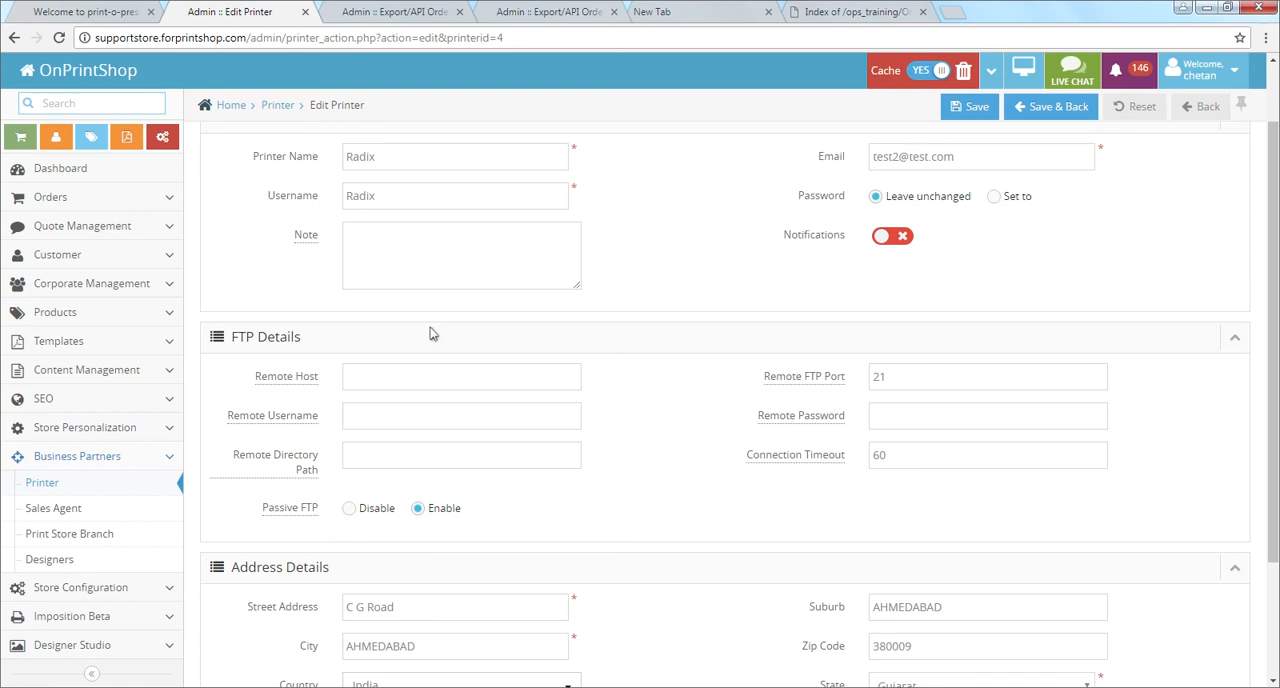 Welcome to print-o-pres
Admin :: Edit Printer
Admin :: Export/API Orde
Admin :: Export/API Orde
New Tab
Index of /ops_training/O
supportstore.forprintshop.com/admin/printer_action.php?action=edit&printerid=4
OnPrintShop
Cache YES
LIVE CHAT
146
Welcome,
chetan
Search
Home
Printer
Edit Printer
Save
Save & Back
Reset
Back
Dashboard
Orders
Quote Management
Customer
Corporate Management
Products
Templates
Content Management
SEO
Store Personalization
Business Partners
Printer
Sales Agent
Print Store Branch
Designers
Store Configuration
Imposition Beta
Designer Studio
Printer Name Radix *
Email test2@test.com *
Username Radix *
Password Leave unchanged Set to
Note
Notifications
FTP Details
Remote Host
Remote FTP Port 21
Remote Username
Remote Password
Remote Directory
Path
Connection Timeout 60
Passive FTP Disable Enable
Address Details
Street Address C G Road *
Suburb AHMEDABAD
City AHMEDABAD *
Zip Code 380009
Country India
State Gujarat *